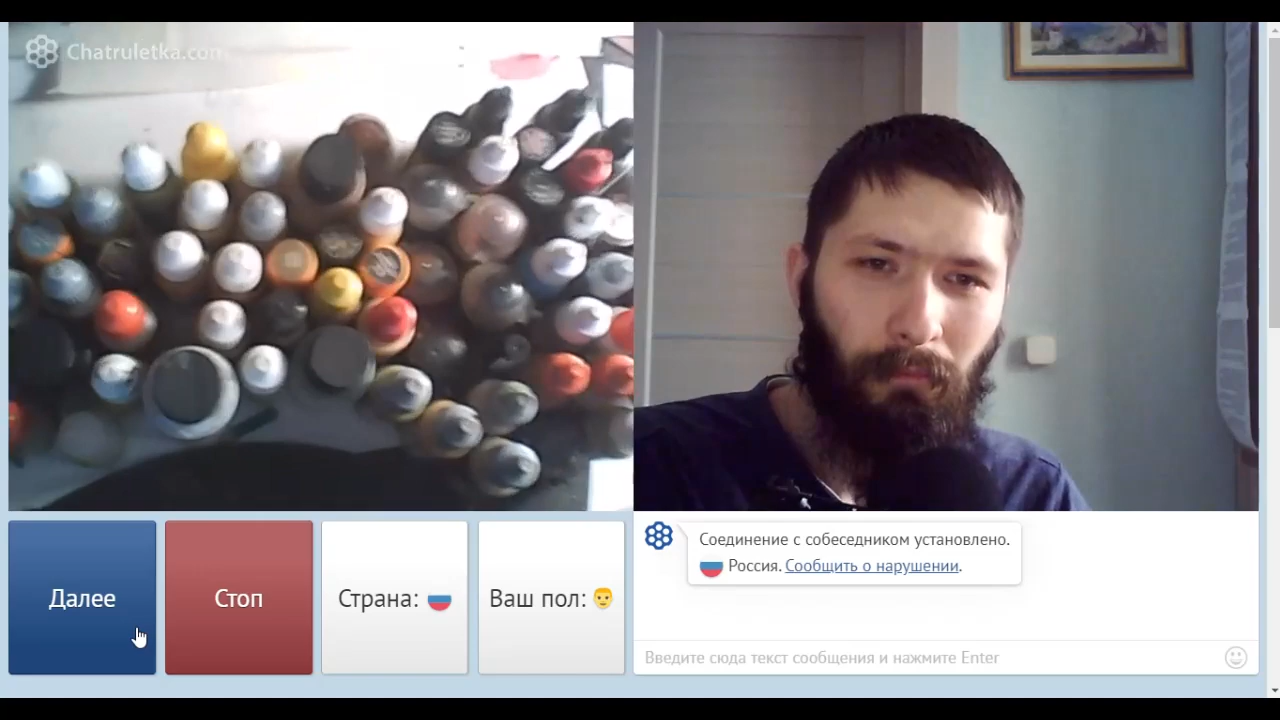 Chatruletka.com
Соединение с собеседником установлено.
Россия. Сообщить о нарушении.
Далее
Стоп
Страна:
Ваш пол:
Введите сюда текст сообщения и нажмите Enter